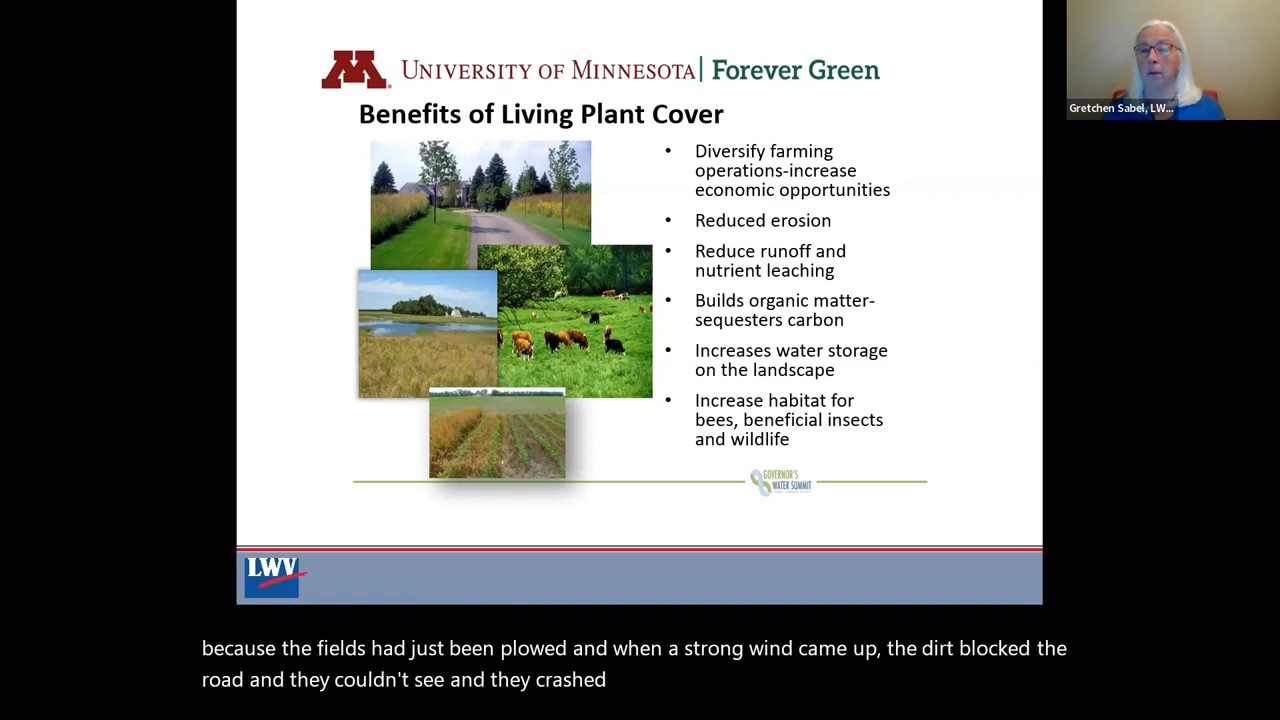 UNIVERSITY OF MINNESOTA | Forever Green
Benefits of Living Plant Cover
• Diversify farming
operations-increase
economic opportunities
• Reduced erosion
• Reduce runoff and
nutrient leaching
• Builds organic matter-
sequesters carbon
• Increases water storage
on the landscape
• Increase habitat for
bees, beneficial insects
and wildlife
GOVERNOR'S
WATER SUMMIT
LWV
Gretchen Sabel, LW...
because the fields had just been plowed and when a strong wind came up, the dirt blocked the
road and they couldn't see and they crashed